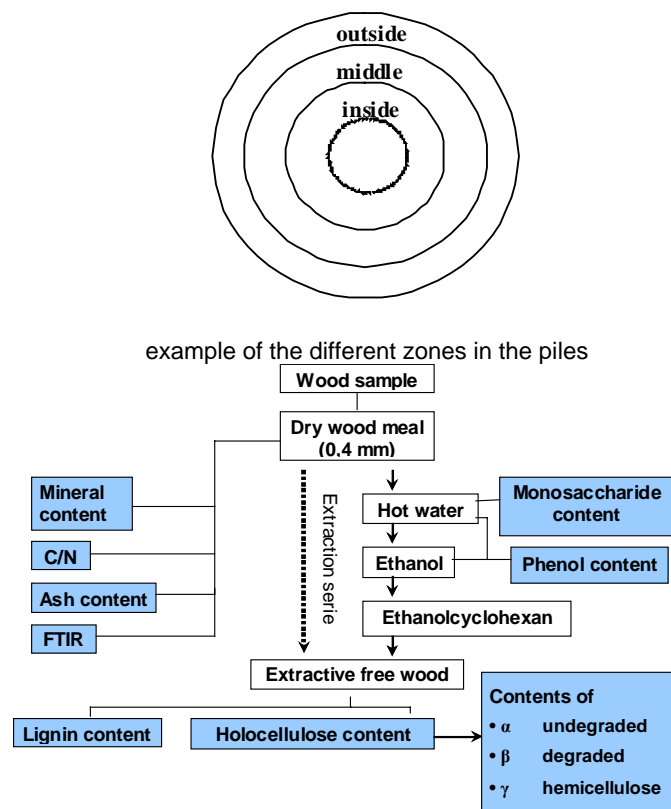 outside
middle
inside
example of the different zones in the piles
Wood sample
Dry wood meal
(0,4 mm)
Mineral
content
C/N
Ash content
FTIR
Extraction serie
Hot water
Monosaccharide
content
Ethanol
Phenol content
Ethanolcyclohexan
Extractive free wood
Lignin content
Holocellulose content
Contents of
• α undegraded
• β degraded
• γ hemicellulose